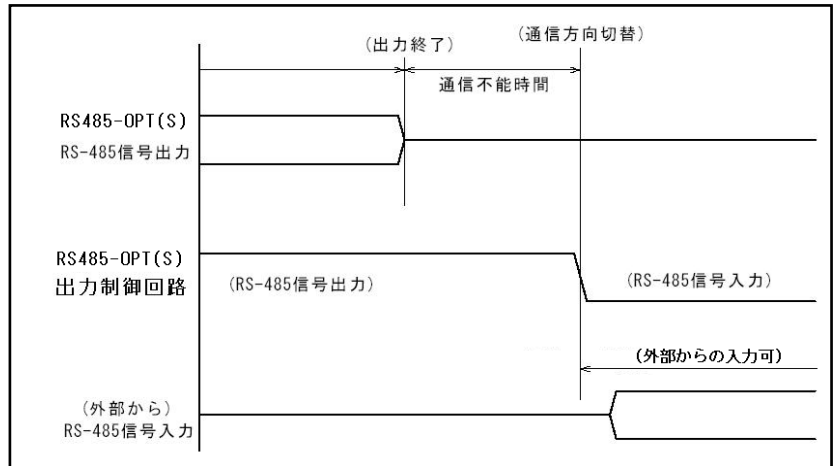 (通信方向切替)
(出力終了)
通信不能時間
RS485-OPT(S)
RS-485信号出力
RS485-OPT(S)
出力制御回路
(RS-485信号出力)
(RS-485信号入力)
(外部からの入力可)
(外部から)
RS-485信号入力